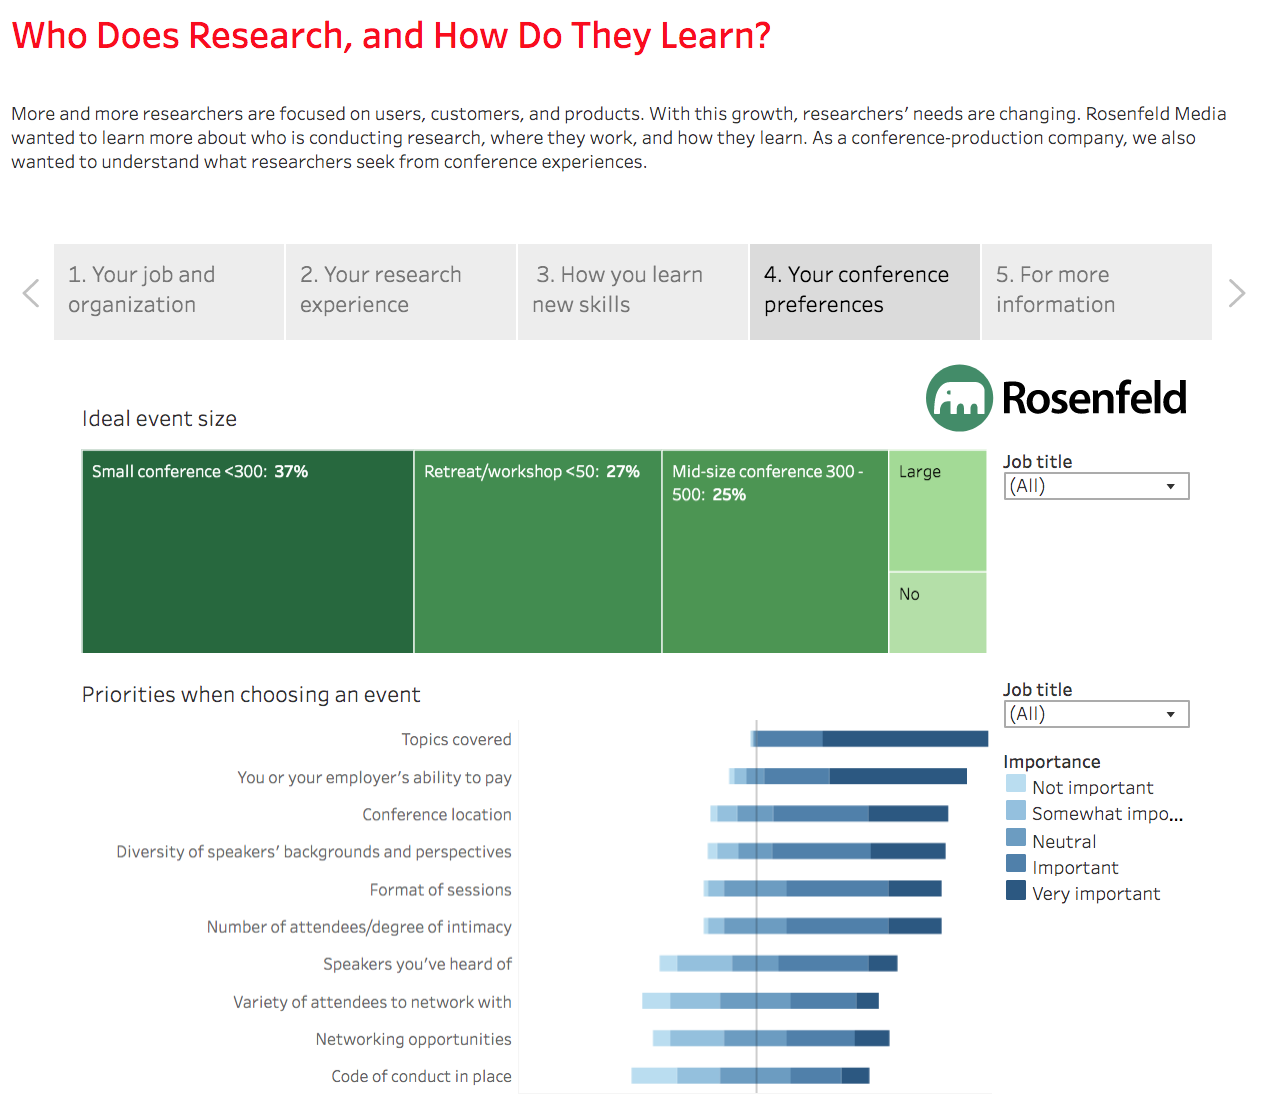 Who Does Research, and How Do They Learn?
More and more researchers are focused on users, customers, and products. With this growth, researchers’ needs are changing. Rosenfeld Media
wanted to learn more about who is conducting research, where they work, and how they learn. As a conference-production company, we also
wanted to understand what researchers seek from conference experiences.
1. Your job and
organization
2. Your research
experience
3. How you learn
new skills
4. Your conference
preferences
5. For more
information
Rosenfeld
Ideal event size
Small conference <300: 37%
Retreat/workshop <50: 27%
Mid-size conference 300 -
500: 25%
Large
No
Job title
(All)
Priorities when choosing an event
Topics covered
You or your employer’s ability to pay
Conference location
Diversity of speakers’ backgrounds and perspectives
Format of sessions
Number of attendees/degree of intimacy
Speakers you’ve heard of
Variety of attendees to network with
Networking opportunities
Code of conduct in place
Job title
(All)
Importance
Not important
Somewhat impo...
Neutral
Important
Very important